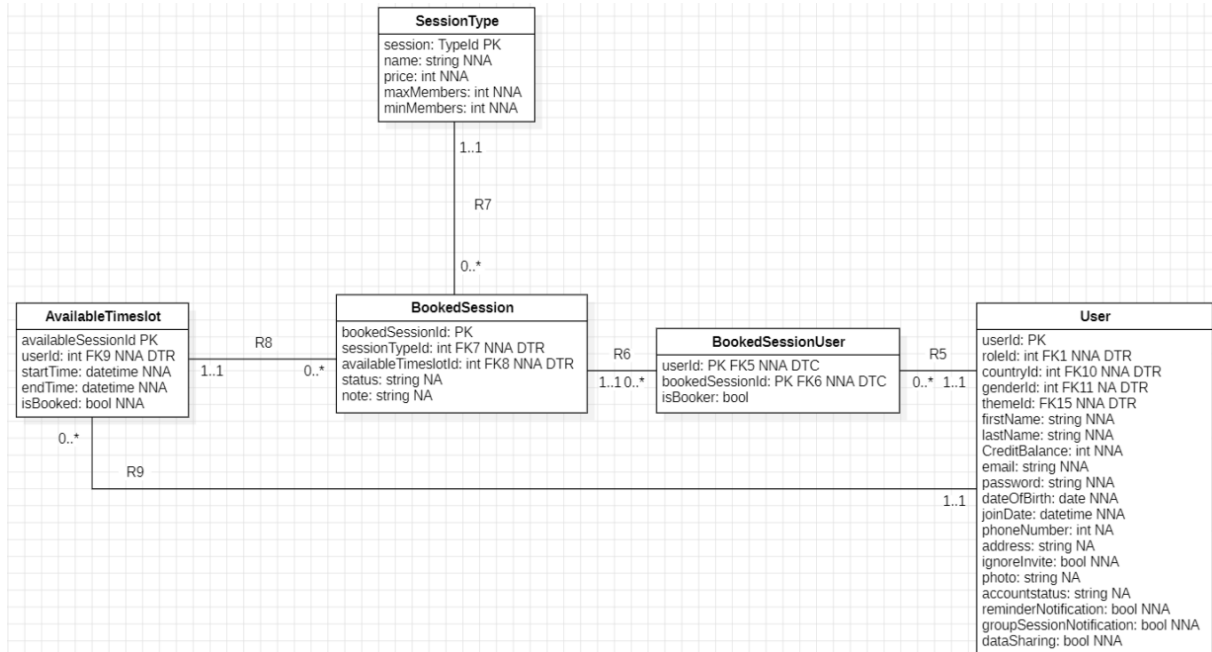 SessionType
session: TypeId PK
name: string NNA
price: int NNA
maxMembers: int NNA
minMembers: int NNA
1..1
R7
0..*
AvailableTimeslot
availableSessionId PK
userId: int FK9 NNA DTR
startTime: datetime NNA
endTime: datetime NNA
isBooked: bool NNA
R8
1..1
0..*
BookedSession
bookedSessionId: PK
sessionTypeId: int FK7 NNA DTR
availableTimeslotId: int FK8 NNA DTR
status: string NA
note: string NA
R6
1..1
0..*
BookedSessionUser
userId: PK FK5 NNA DTC
bookedSessionId: PK FK6 NNA DTC
isBooker: bool
R5
0..*
1..1
User
userId: PK
roleId: int FK1 NNA DTR
countryId: int FK10 NNA DTR
genderId: int FK11 NA DTR
themeId: FK15 NNA DTR
firstName: string NNA
lastName: string NNA
CreditBalance: int NNA
email: string NNA
password: string NNA
dateOfBirth: date NNA
joinDate: datetime NNA
phoneNumber: int NA
address: string NA
ignoreInvite: bool NNA
photo: string NA
accountstatus: string NA
reminderNotification: bool NNA
groupSessionNotification: bool NNA
dataSharing: bool NNA
0..*
R9
1..1